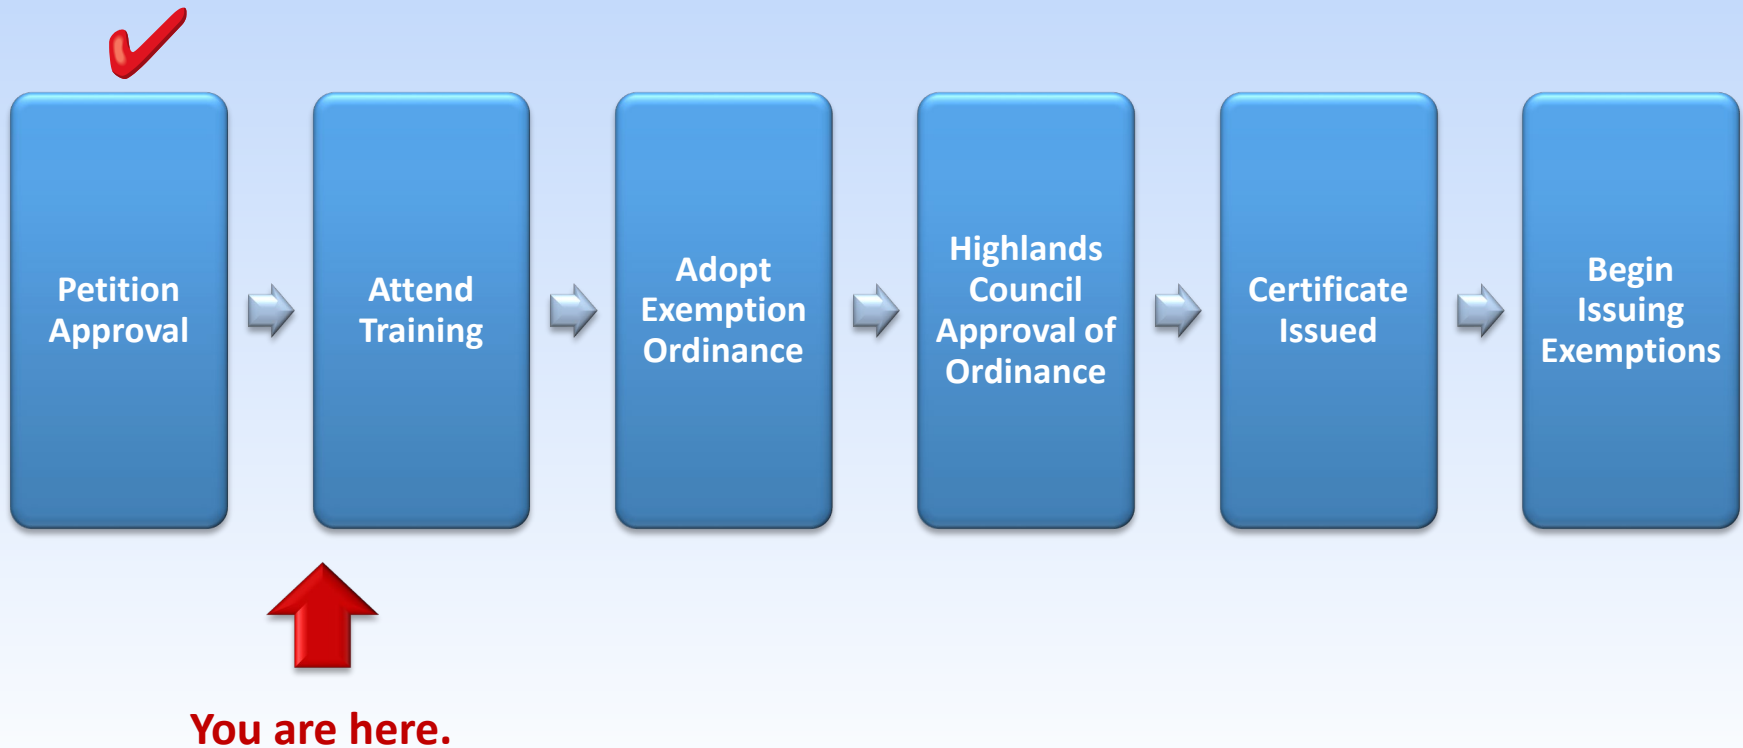 Petition
Approval
Attend
Training
Adopt
Exemption
Ordinance
Highlands
Council
Approval of
Ordinance
Certificate
Issued
Begin
Issuing
Exemptions
You are here.